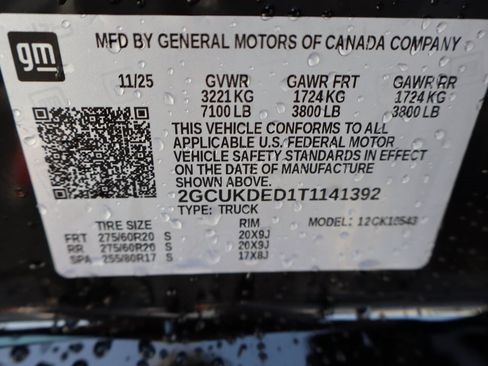 gm
MFD BY GENERAL MOTORS OF CANADA COMPANY
11/25 GVWR GAWR FRT GAWR RR
3221 KG 1724 KG 1724 KG
7100 LB 3800 LB 3800 LB
THIS VEHICLE CONFORMS TO ALL
APPLICABLE U.S. FEDERAL MOTOR
VEHICLE SAFETY STANDARDS IN EFFECT
ON THE DATE OF MANUFACTURE
SHOWN ABOVE.
2GCUKDED1T1141392
TYPE: TRUCK MODEL: 12CK10543
TIRE SIZE RIM
FRT 275/60R20 S 20X9J
RR 275/60R20 S 20X9J
SPA 255/80R17 S 17X8J